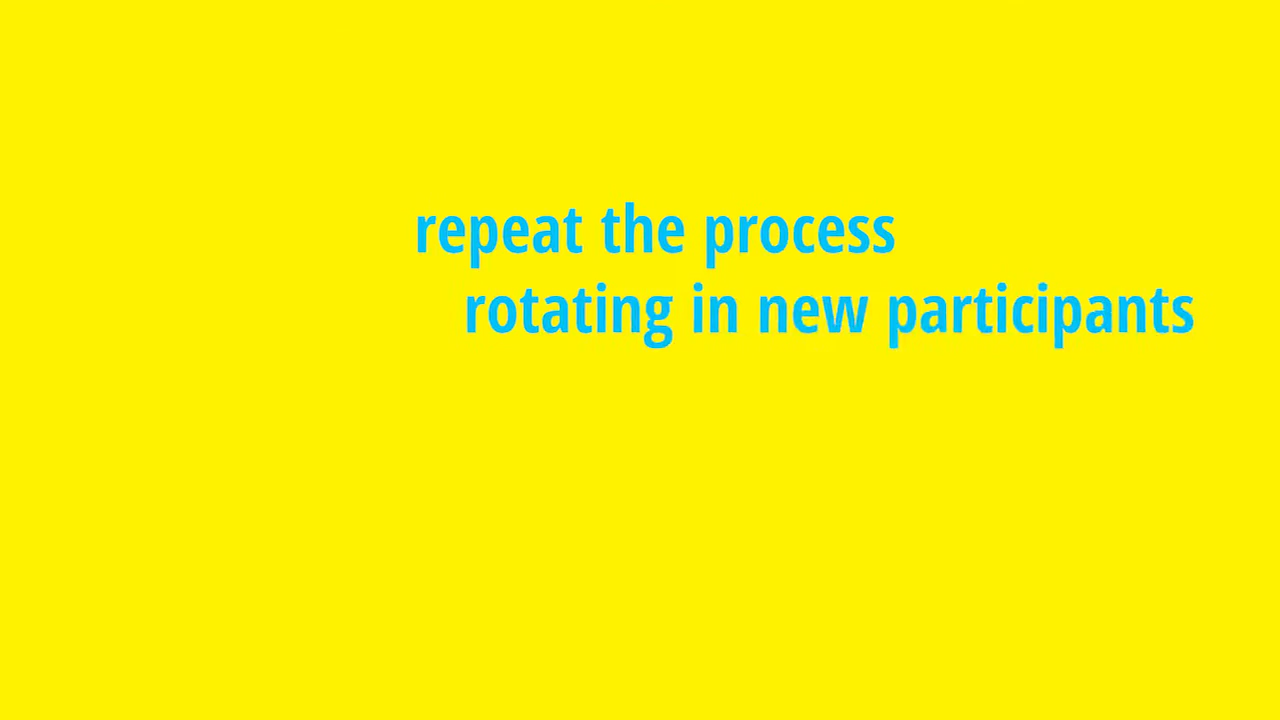 repeat the process
rotating in new participants